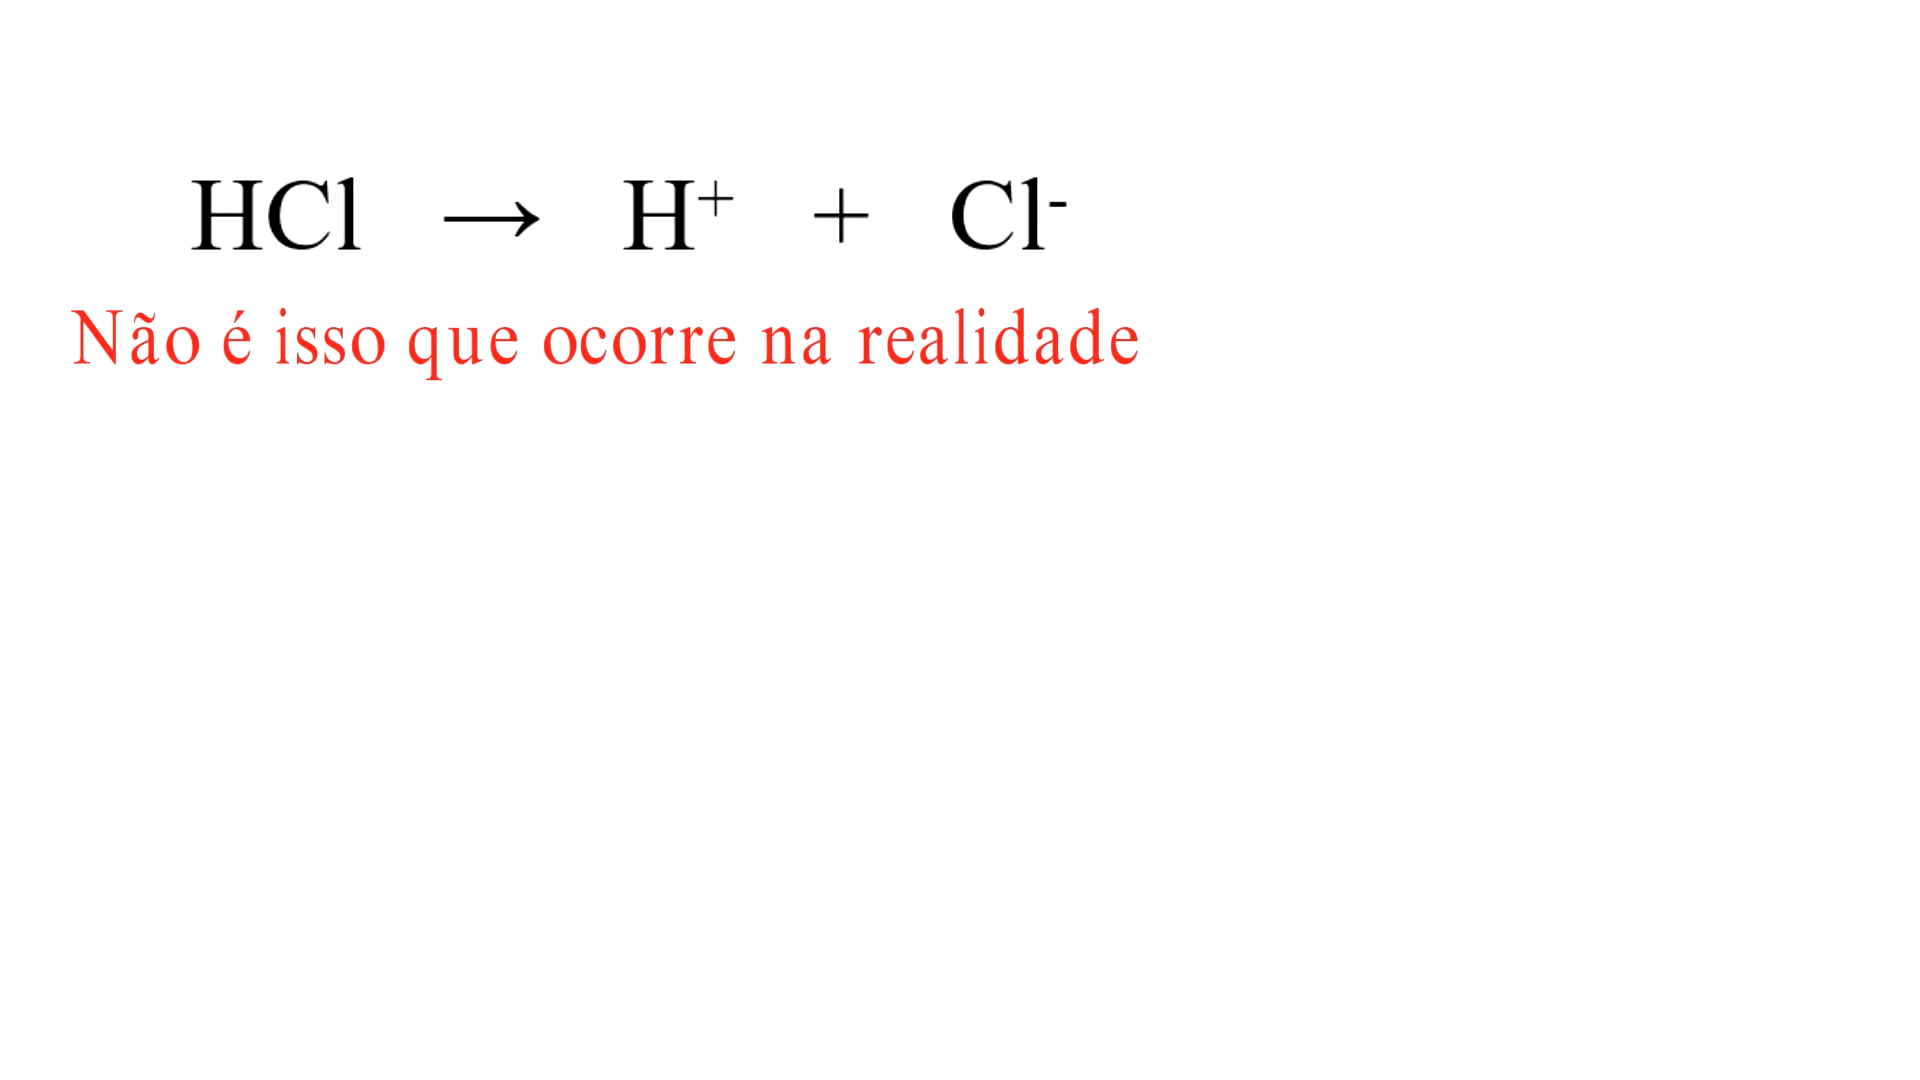 HCl → H⁺ + Cl⁻
Não é isso que ocorre na realidade